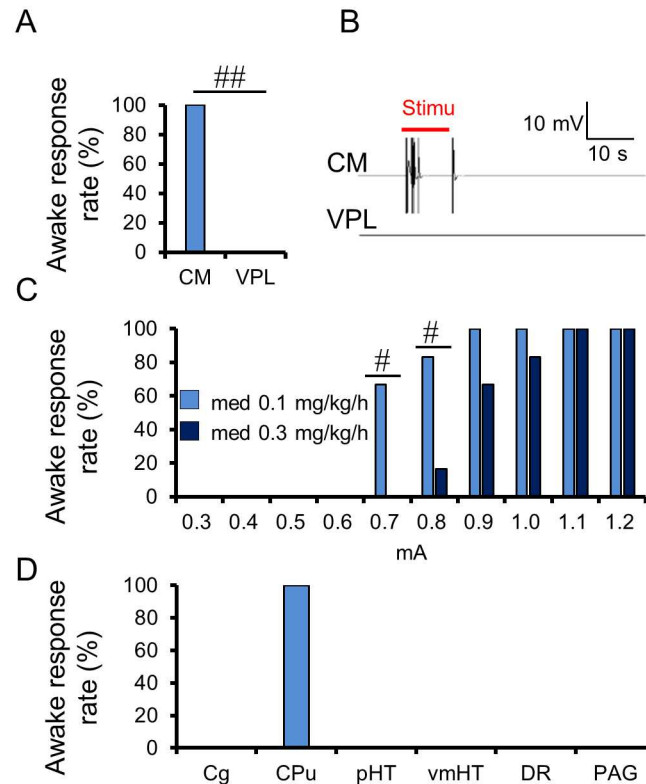 A
Awake response
rate (%)
##
100
80
60
40
20
0
CM VPL
B
Stimu
10 mV
10 s
CM
VPL
C
Awake response
rate (%)
100
80
60
40
20
0
# #
med 0.1 mg/kg/h
med 0.3 mg/kg/h
0.3 0.4 0.5 0.6 0.7 0.8 0.9 1.0 1.1 1.2
mA
D
Awake response
rate (%)
100
80
60
40
20
0
Cg CPu pHT vmHT DR PAG